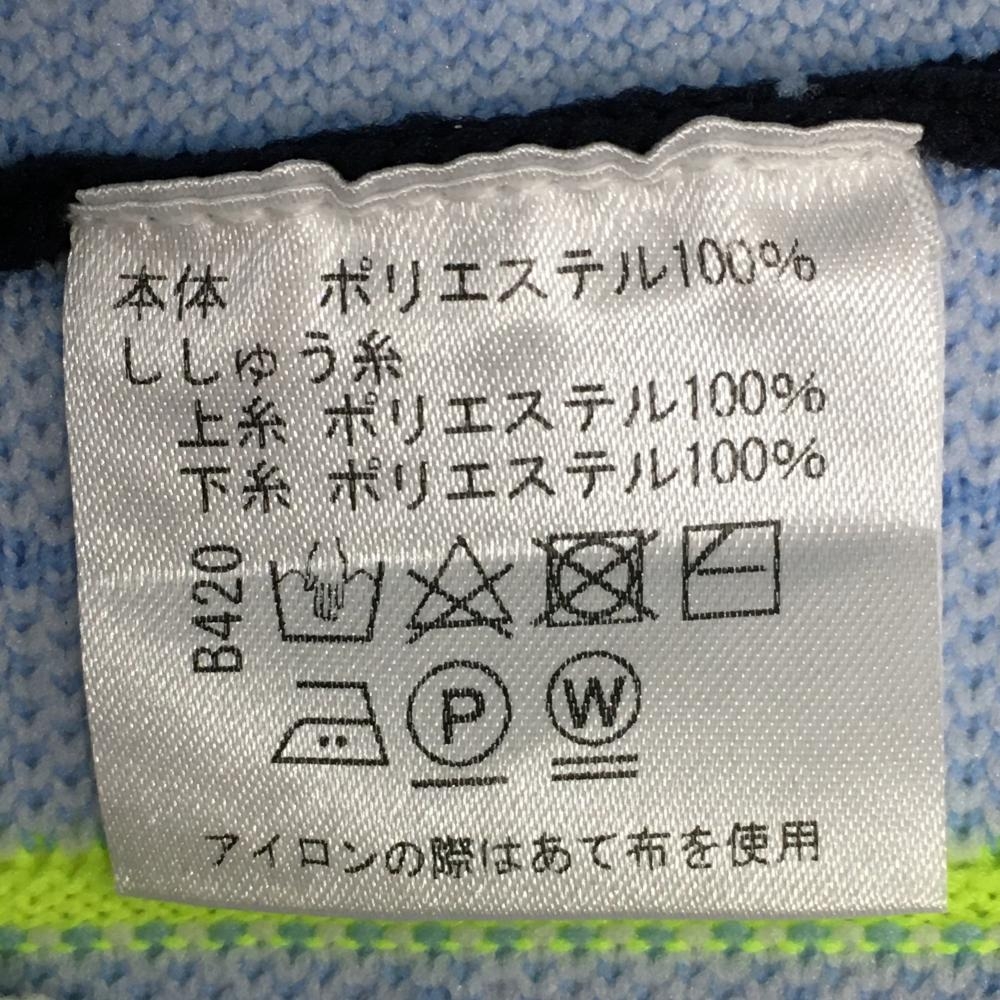 本体 ポリエステル100%
ししゅう糸
上糸 ポリエステル100%
下糸 ポリエステル100%
B420
P
W
アイロンの際はあて布を使用